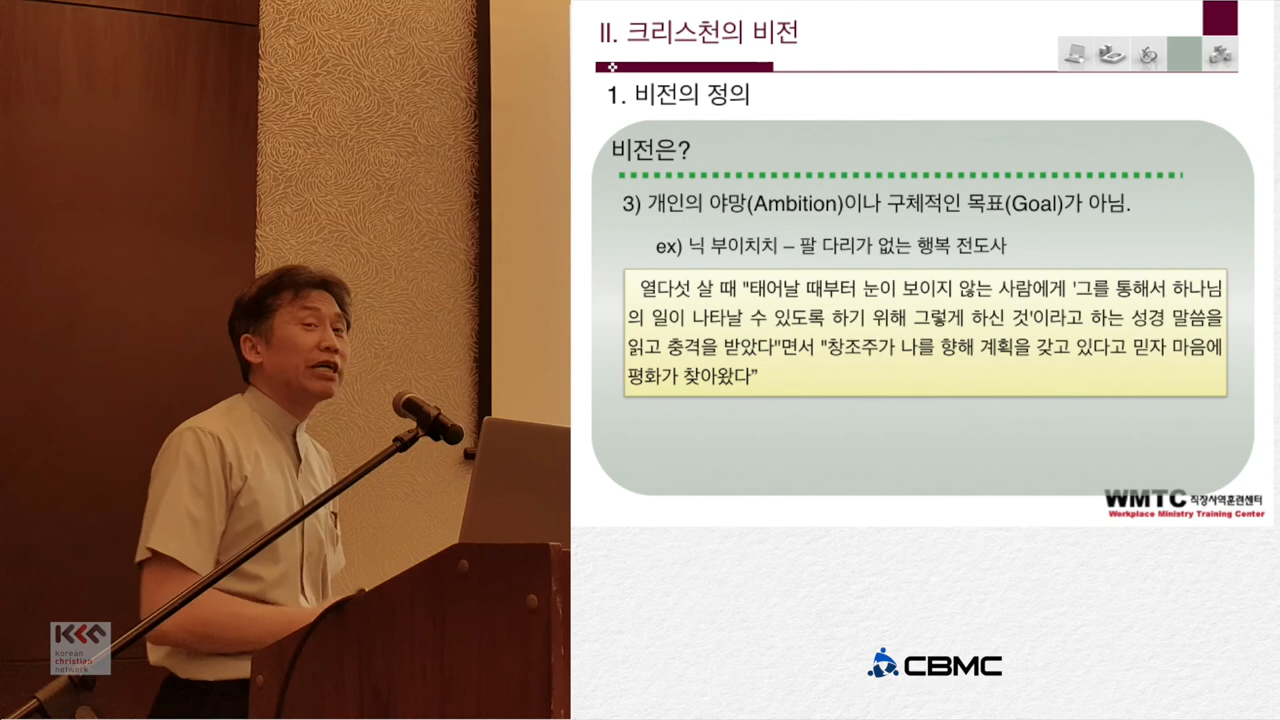 II. 크리스천의 비전
1. 비전의 정의
비전은?
3) 개인의 야망(Ambition)이나 구체적인 목표(Goal)가 아님.
ex) 닉 부이치치 – 팔 다리가 없는 행복 전도사
열다섯 살 때 "태어날 때부터 눈이 보이지 않는 사람에게 '그를 통해서 하나님
의 일이 나타날 수 있도록 하기 위해 그렇게 하신 것'이라고 하는 성경 말씀을
읽고 충격을 받았다"면서 "창조주가 나를 향해 계획을 갖고 있다고 믿자 마음에
평화가 찾아왔다”
WMTC 직장사역훈련센터
Workplace Ministry Training Center
CBMC
KCN
korean
christian
network